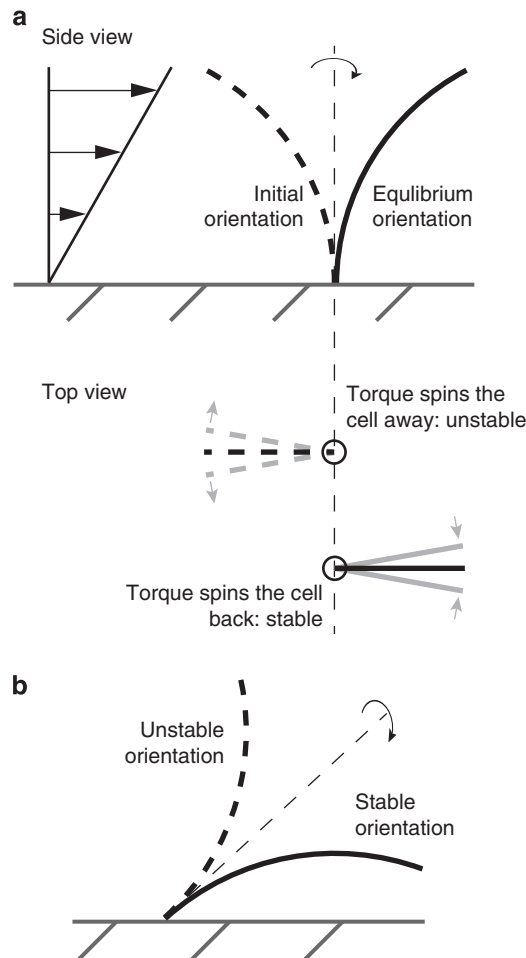 a
Side view
Initial
orientation
Equlibrium
orientation
Top view
Torque spins the
cell away: unstable
Torque spins the cell
back: stable
b
Unstable
orientation
Stable
orientation